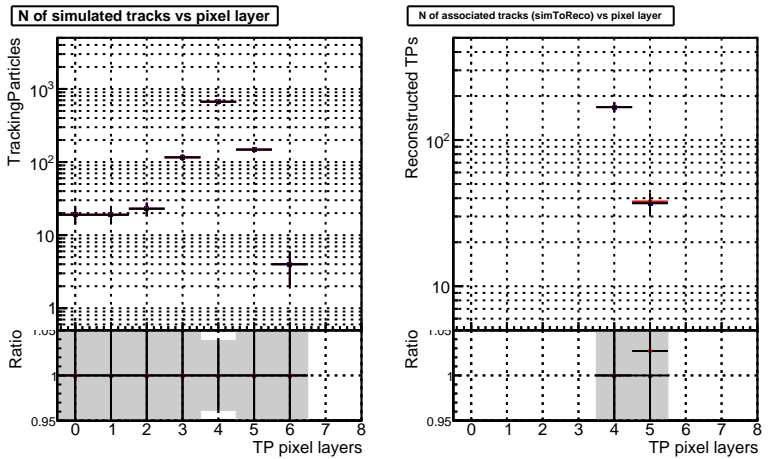 N of simulated tracks vs pixel layer
TrackingParticles
10³
10²
10
1
Ratio
1.05
1
0.95
0 1 2 3 4 5 6 7 8
TP pixel layers
N of associated tracks (simToReco) vs pixel layer
Reconstructed TPs
10²
10
Ratio
1.05
1
0.95
0 1 2 3 4 5 6 7 8
TP pixel layers